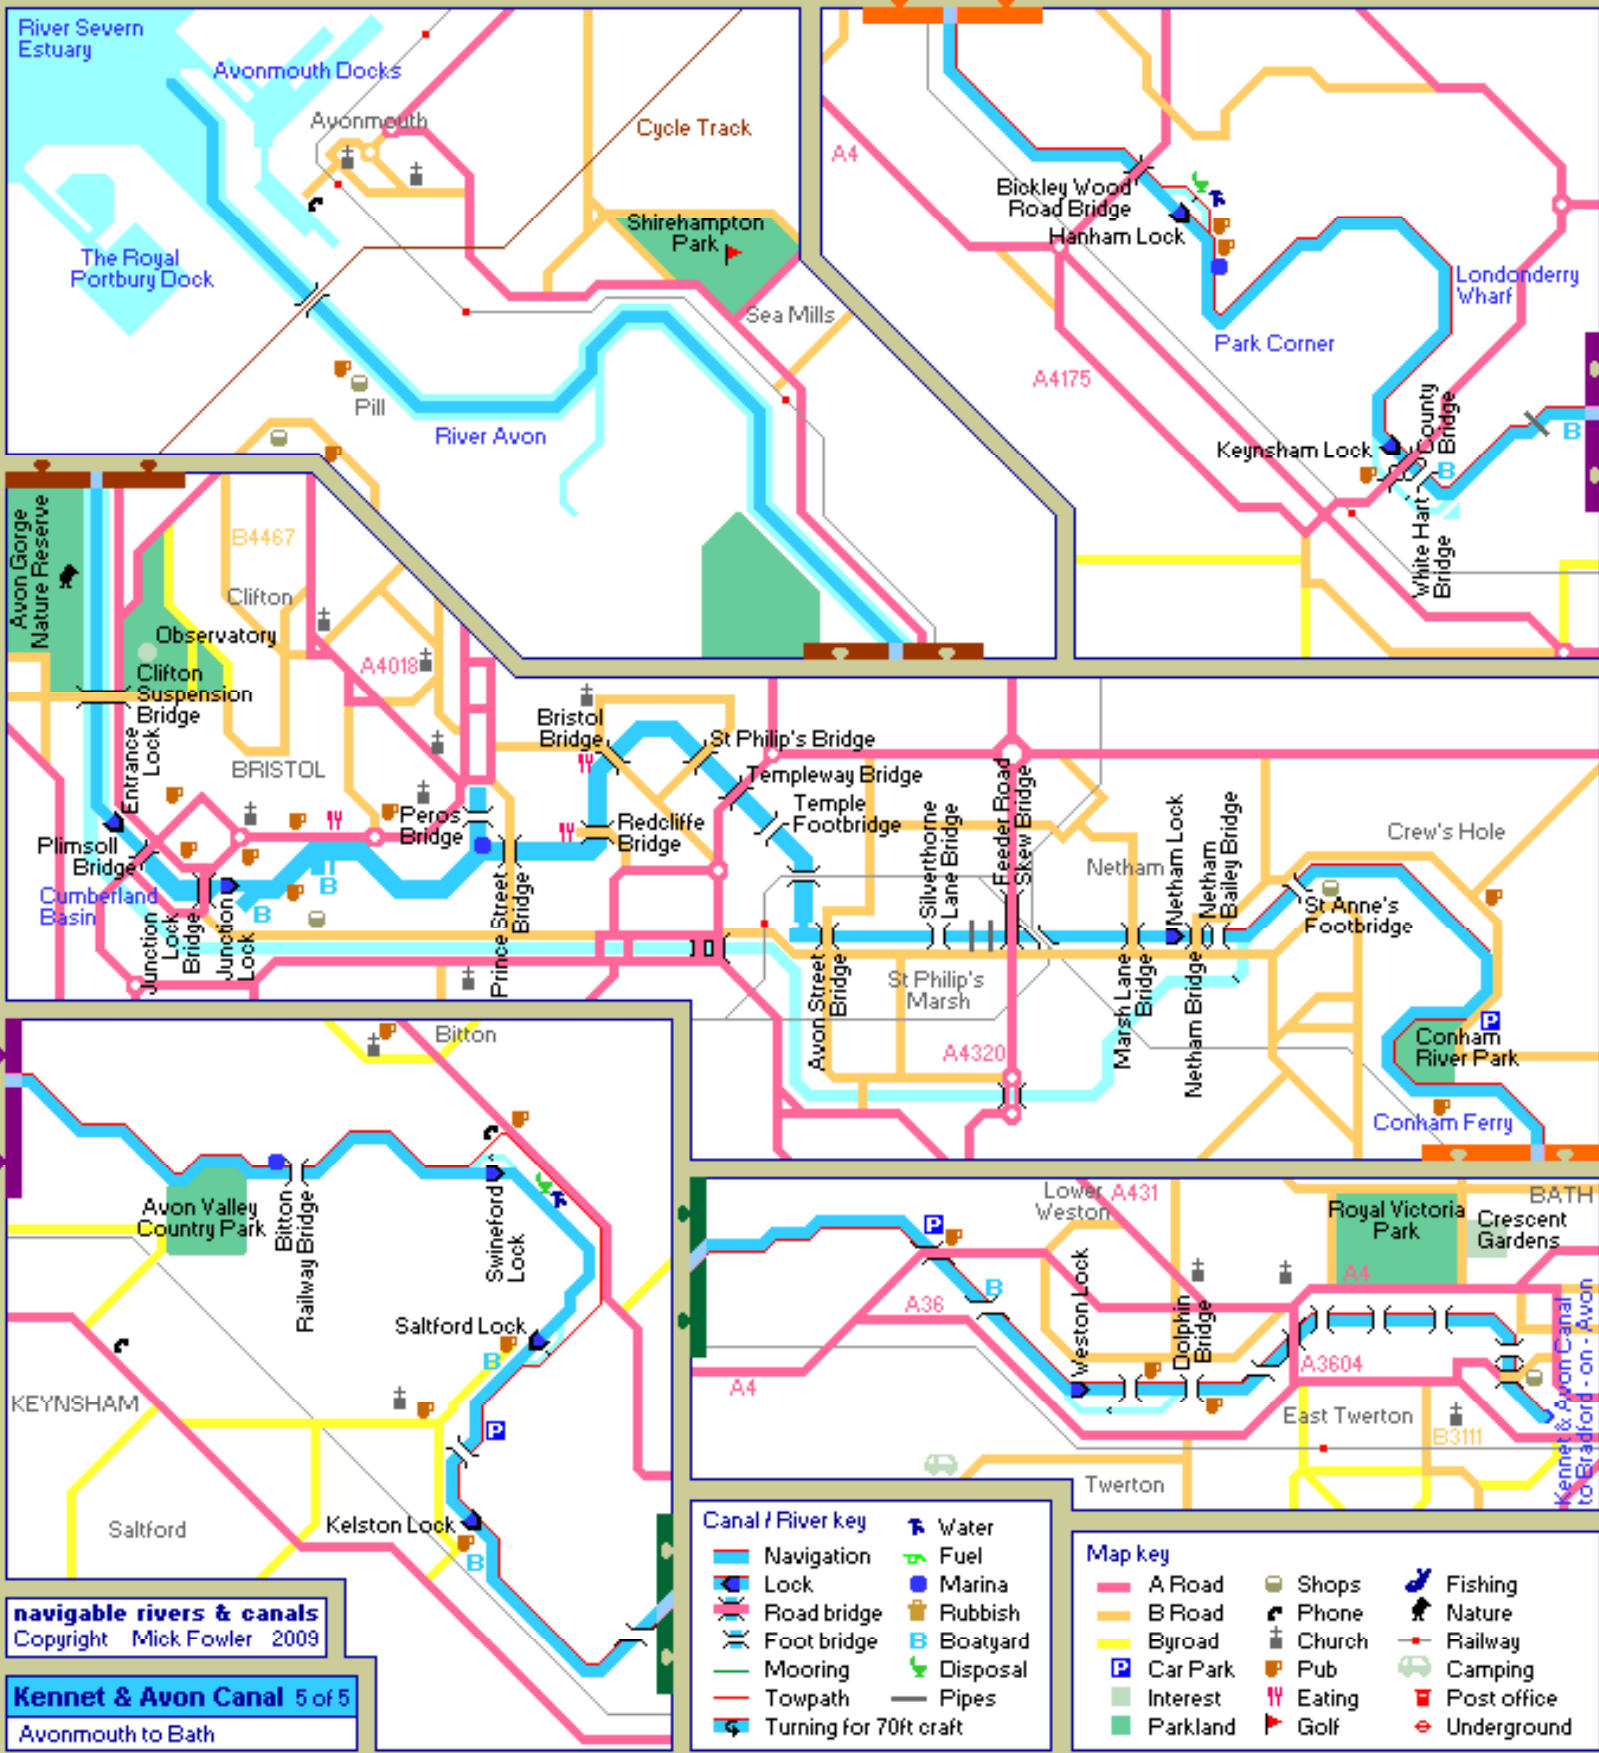 River Severn
Estuary
Avonmouth Docks
Avonmouth
Cycle Track
Shirehampton
Park
The Royal
Portbury Dock
Sea Mills
Pill
River Avon
A4
Bickley Wood
Road Bridge
Hanham Lock
Londonderry
Wharf
Park Corner
A4175
County
Bridge
Keynsham Lock
B
B
White Hart
Bridge
Avon Gorge
Nature Reserve
B4467
Clifton
Observatory
A4018
Clifton
Suspension
Bridge
Entrance
Lock
BRISTOL
Bristol
Bridge
St Philip's Bridge
Templeway Bridge
Temple
Footbridge
Peros
Bridge
Redcliffe
Bridge
Plimsoll
Bridge
Cumberland
Basin
B
B
Junction
Lock
Bridge
Junction
Lock
Prince Street
Bridge
Silverthorne
Lane Bridge
Feeder Road
Skew Bridge
Netham
Netham Lock
Netham
Bailey Bridge
Crew's Hole
St Anne's
Footbridge
Avon Street
Bridge
St Philip's
Marsh
Marsh Lane
Bridge
Netham Bridge
A4320
P
Conham
River Park
Conham Ferry
Bitton
Avon Valley
Country Park
Bitton
Railway Bridge
Swineford
Lock
Saltford Lock
B
KEYNSHAM
P
Saltford
Kelston Lock
B
Lower
Weston
A431
Royal Victoria
Park
BATH
Crescent
Gardens
P
B
A36
A4
Weston Lock
Dolphin
Bridge
A4
A3604
East Twerton
B3111
Twerton
Kennet & Avon Canal
to Bradford - on - Avon
navigable rivers & canals
Copyright Mick Fowler 2009
Kennet & Avon Canal 5 of 5
Avonmouth to Bath
Canal / River key
Navigation
Lock
Road bridge
Foot bridge
Mooring
Towpath
Turning for 70ft craft
Water
Fuel
Marina
Rubbish
B Boatyard
Disposal
Pipes
Map key
A Road
B Road
Byroad
P Car Park
Interest
Parkland
Shops
Phone
Church
Pub
Eating
Golf
Fishing
Nature
Railway
Camping
Post office
Underground